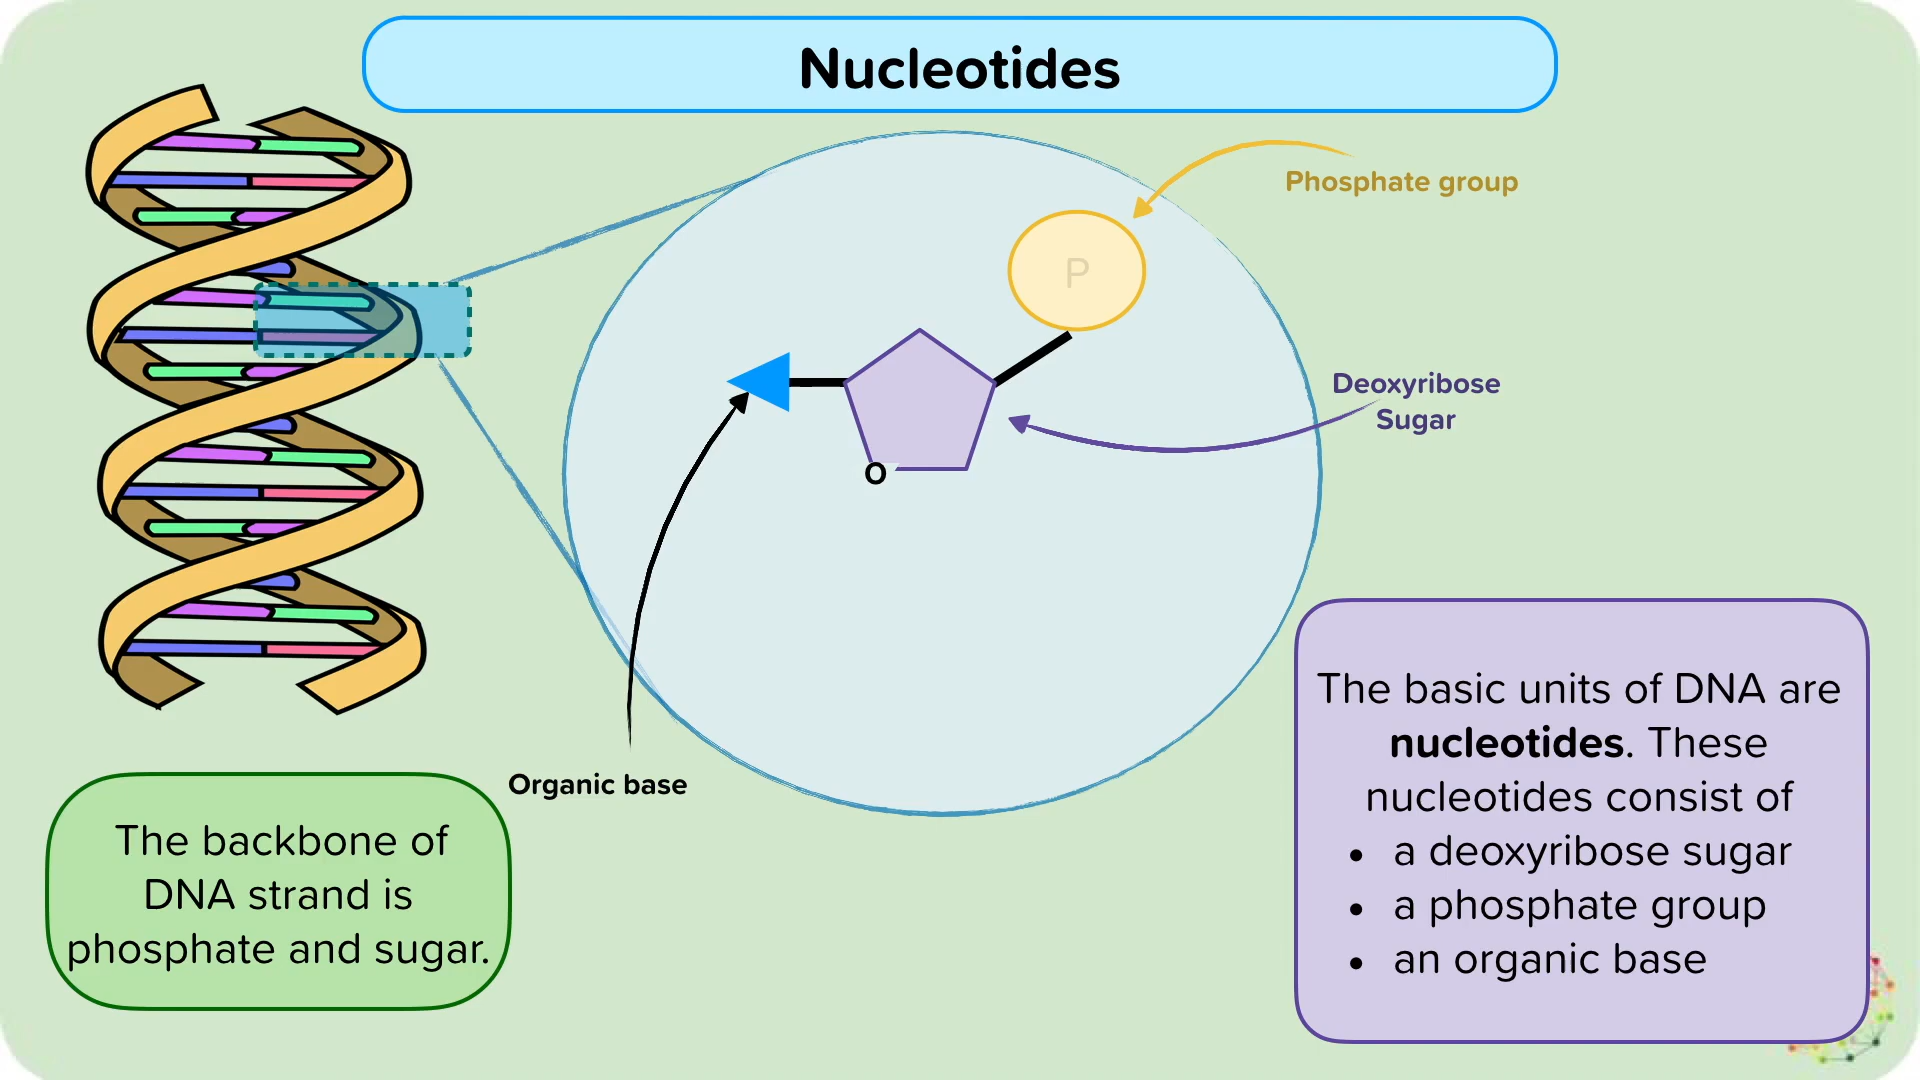 Nucleotides
Phosphate group
P
Deoxyribose
Sugar
O
Organic base
The backbone of
DNA strand is
phosphate and sugar.
The basic units of DNA are
nucleotides. These
nucleotides consist of
• a deoxyribose sugar
• a phosphate group
• an organic base